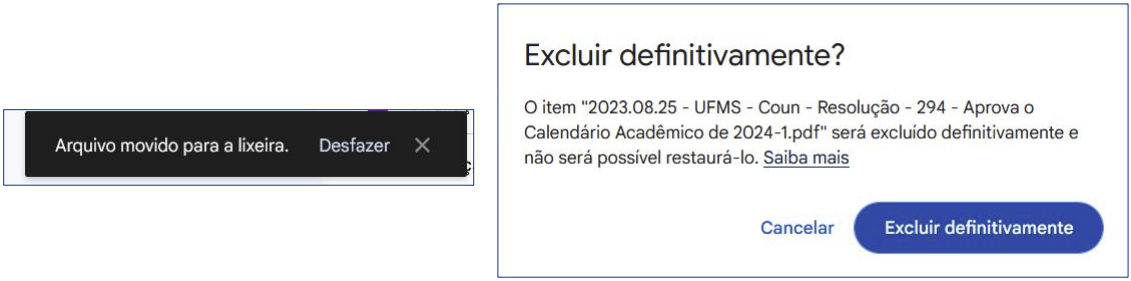 Arquivo movido para a lixeira. Desfazer
Excluir definitivamente?
O item "2023.08.25 - UFMS - Coun - Resolução - 294 - Aprova o
Calendário Acadêmico de 2024-1.pdf" será excluído definitivamente e
não será possível restaurá-lo. Saiba mais
Cancelar Excluir definitivamente